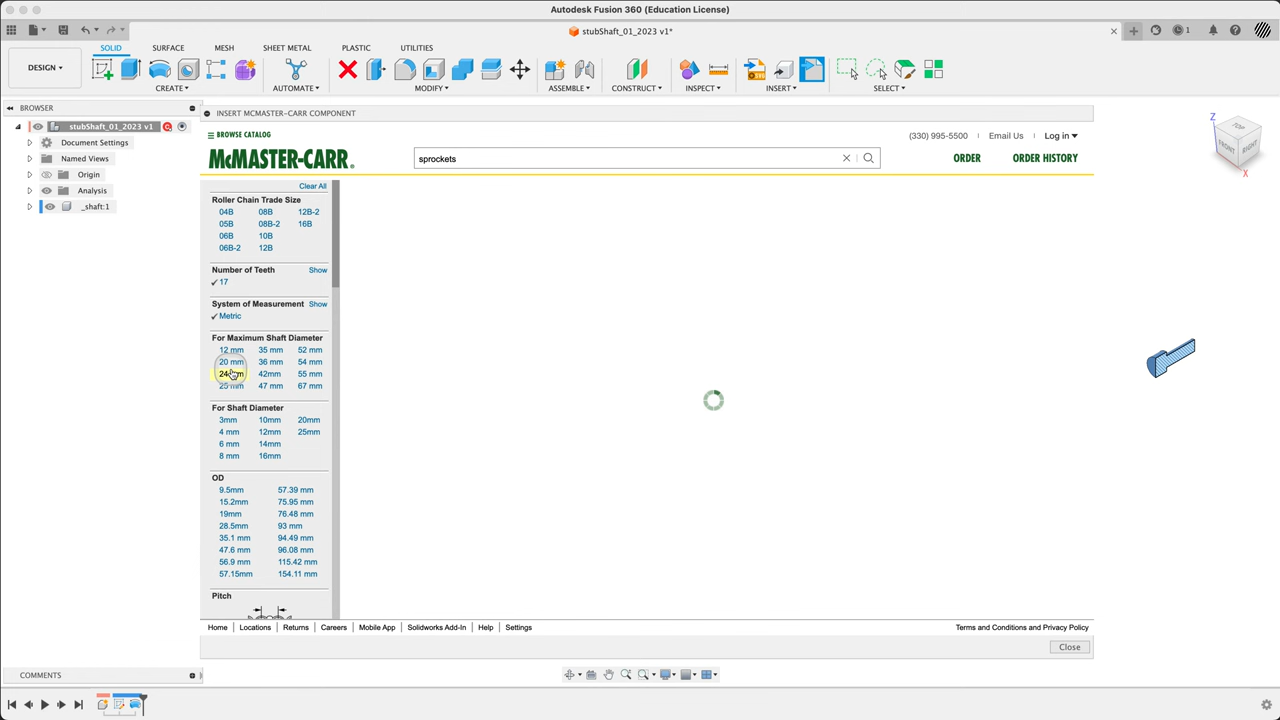 Autodesk Fusion 360 (Education License)
stubShaft_01_2023 v1*
1
DESIGN
SOLID
SURFACE
MESH
SHEET METAL
PLASTIC
UTILITIES
CREATE
AUTOMATE
MODIFY
ASSEMBLE
CONSTRUCT
INSPECT
INSERT
SELECT
BROWSER
stubShaft_01_2023 v1
Document Settings
Named Views
Origin
Analysis
_shaft:1
INSERT MCMASTER-CARR COMPONENT
BROWSE CATALOG
(330) 995-5500
Email Us
Log in
McMASTER-CARR®
sprockets
ORDER
ORDER HISTORY
Clear All
Roller Chain Trade Size
04B 08B 12B-2
05B 08B-2 16B
06B 10B
06B-2 12B
Number of Teeth Show
17
System of Measurement Show
Metric
For Maximum Shaft Diameter
12 mm 35 mm 52 mm
20 mm 36 mm 54 mm
24mm 42mm 55 mm
25 mm 47 mm 67 mm
For Shaft Diameter
3mm 10mm 20mm
4 mm 12mm 25mm
6 mm 14mm
8 mm 16mm
OD
9.5mm 57.39 mm
15.2mm 75.95 mm
19mm 76.48 mm
28.5mm 93 mm
35.1 mm 94.49 mm
47.6 mm 96.08 mm
56.9 mm 115.42 mm
57.15mm 154.11 mm
Pitch
Home | Locations | Returns | Careers | Mobile App | Solidworks Add-In | Help | Settings
Terms and Conditions and Privacy Policy
Close
COMMENTS
Z
TOP
FRONT
RIGHT
X